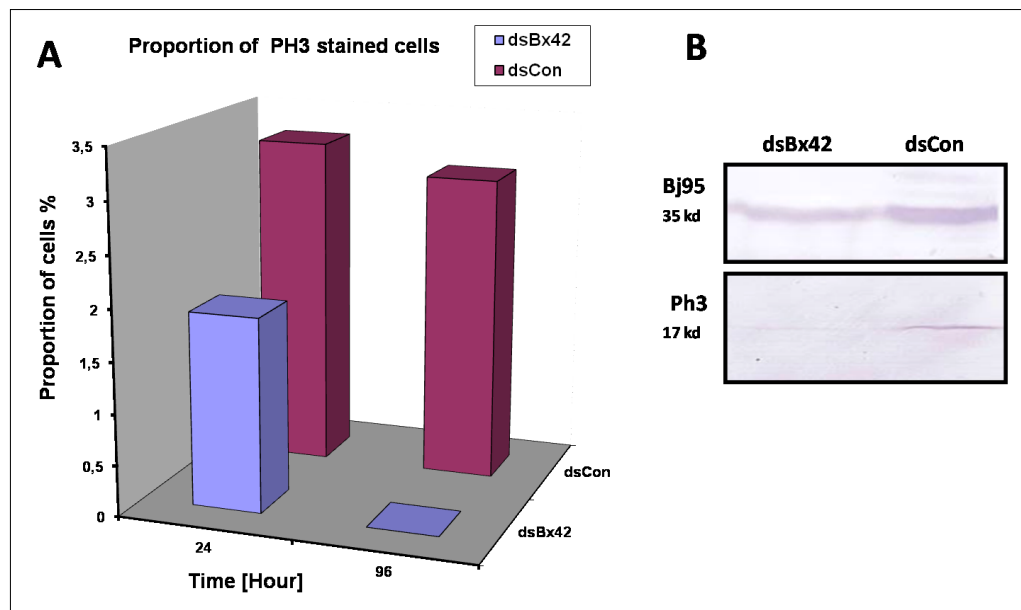 A
Proportion of PH3 stained cells
dsBx42
dsCon
Proportion of cells %
3,5
3
2,5
2
1,5
1
0,5
0
24
96
Time [Hour]
dsBx42
dsCon
B
dsBx42 dsCon
Bj95
35 kd
Ph3
17 kd